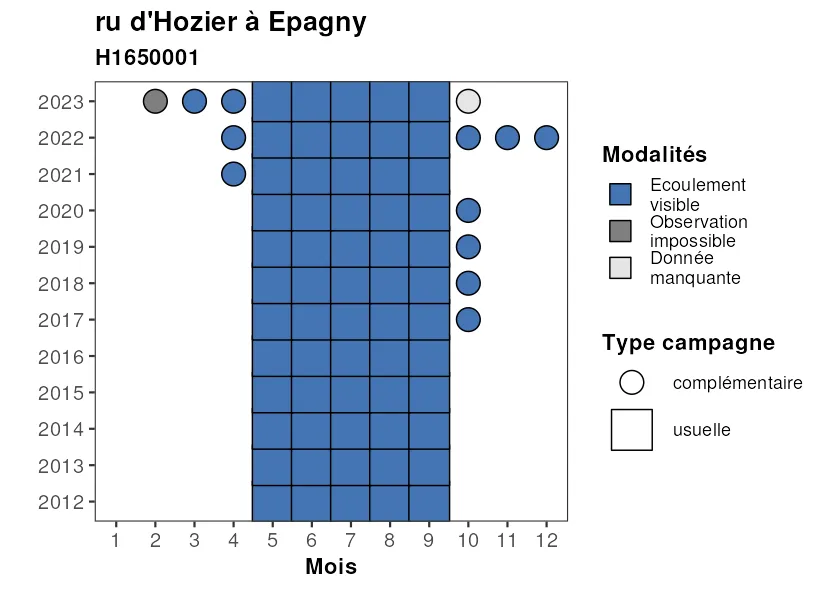 ru d'Hozier à Epagny
H1650001
2023
2022
2021
2020
2019
2018
2017
2016
2015
2014
2013
2012
1 2 3 4 5 6 7 8 9 10 11 12
Mois
Modalités
Ecoulement
visible
Observation
impossible
Donnée
manquante
Type campagne
complémentaire
usuelle